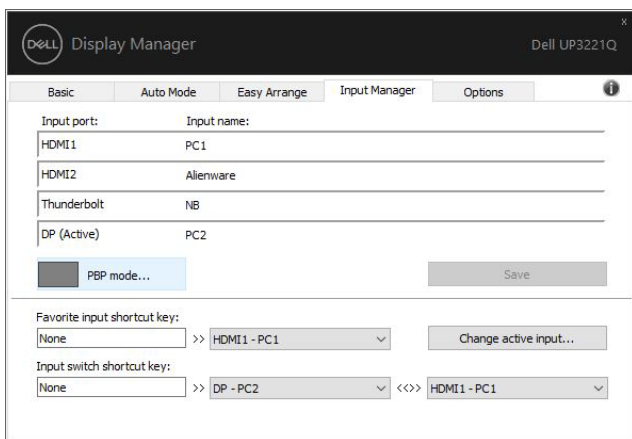 x
DELL Display Manager Dell UP3221Q
Basic Auto Mode Easy Arrange Input Manager Options i
Input port: Input name:
HDMI1 PC1
HDMI2 Alienware
Thunderbolt NB
DP (Active) PC2
PBP mode... Save
Favorite input shortcut key:
None >> HDMI1 - PC1 Change active input...
Input switch shortcut key:
None >> DP - PC2 <<>> HDMI1 - PC1